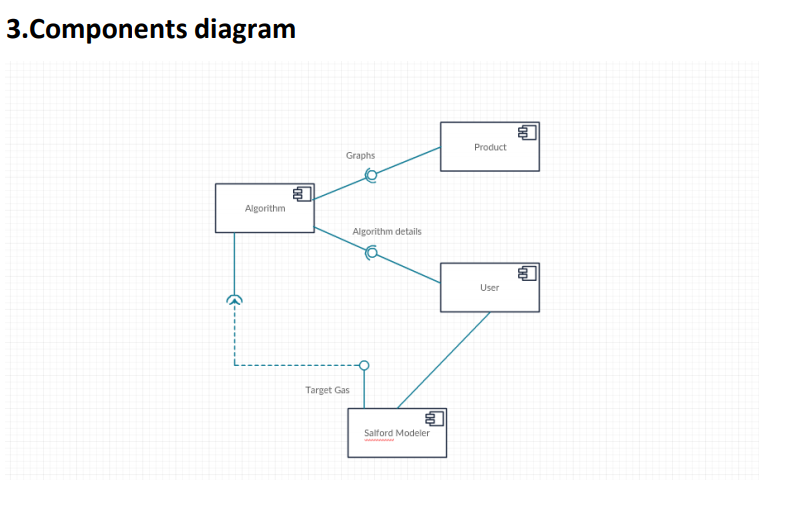 3.Components diagram
Graphs
Product
Algorithm
Algorithm details
User
Target Gas
Salford Modeler